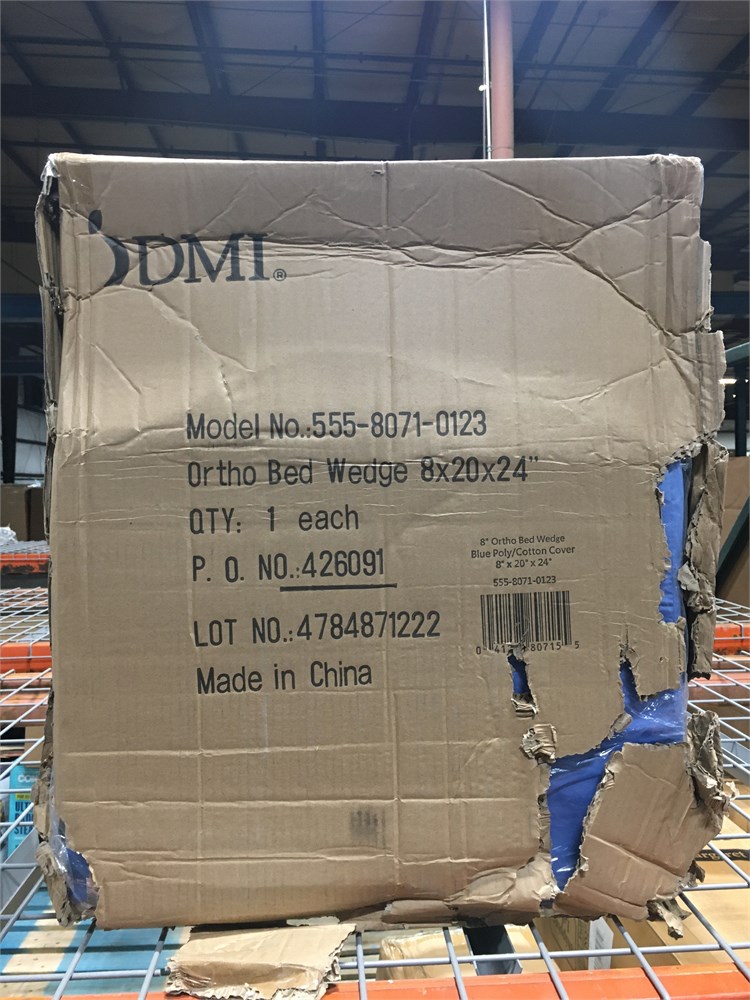 DMI®
Model No.:555-8071-0123
Ortho Bed Wedge 8x20x24"
QTY: 1 each
P. O. NO.:426091
LOT NO.:4784871222
Made in China
8" Ortho Bed Wedge
Blue Poly/Cotton Cover
8" x 20" x 24"
555-8071-0123